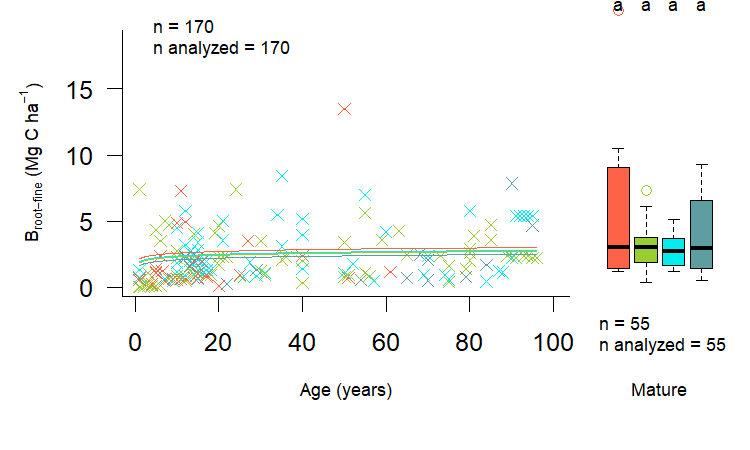 a a a a
n = 170
n analyzed = 170
15
10
5
0
B root−fine (Mg C ha−1)
0 20 40 60 80 100
Age (years)
n = 55
n analyzed = 55
Mature